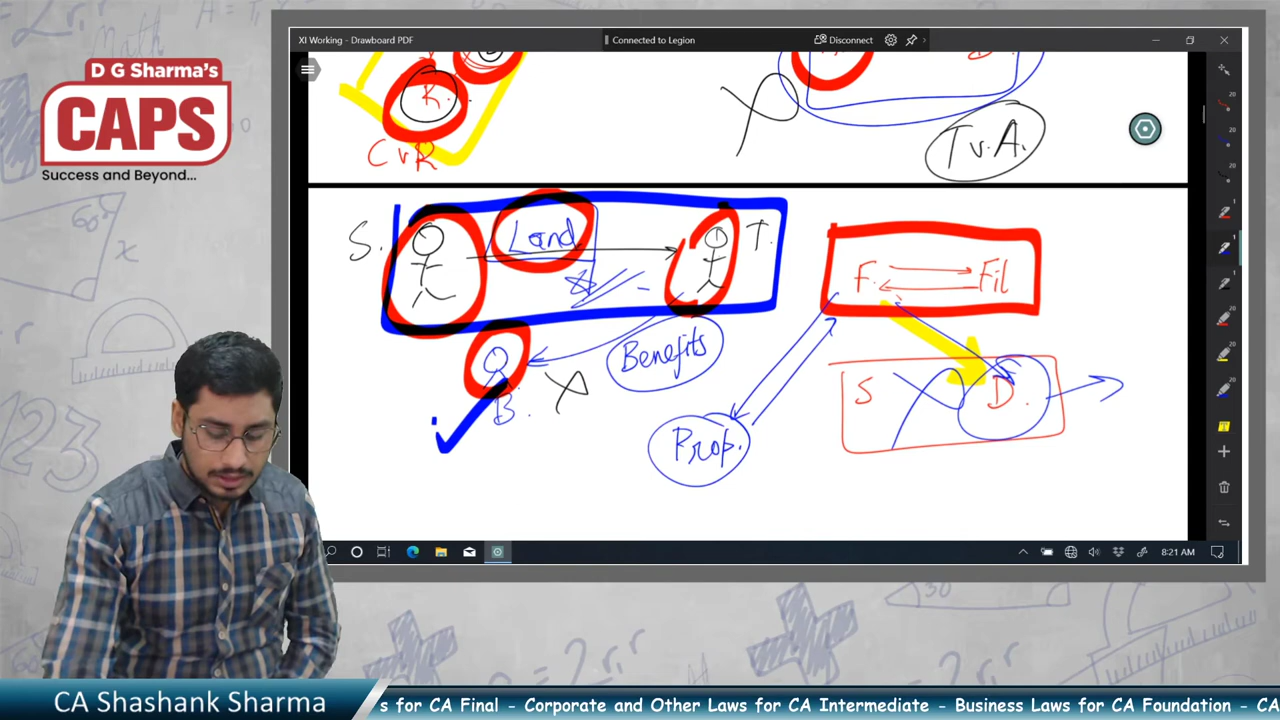 D G Sharma's
CAPS
Success and Beyond...
XI Working - Drawboard PDF
Connected to Legion
Disconnect
R.
C v R
T v. A.
S.
Land
T.
Benefits
B.
F.
Fil
S
D.
Prop.
8:21 AM
CA Shashank Sharma
s for CA Final - Corporate and Other Laws for CA Intermediate - Business Laws for CA Foundation - CA